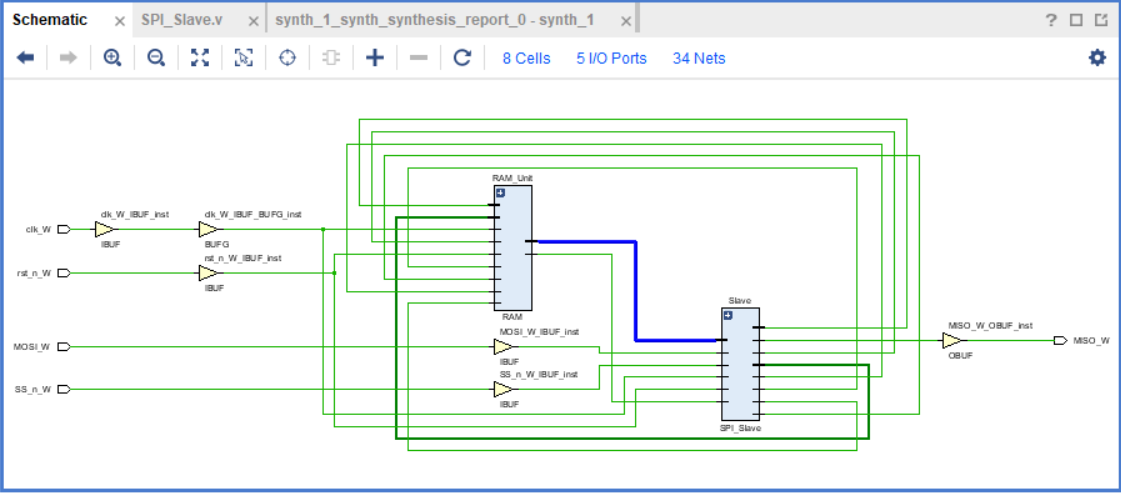 Schematic × SPI_Slave.v × synth_1_synth_synthesis_report_0 - synth_1 × ?
8 Cells 5 I/O Ports 34 Nets
RAM_Unit
clk_W_IBUF_inst clk_W_IBUF_BUFG_inst
clk_W
IBUF BUFG
rst_n_W_IBUF_inst
rst_n_W
IBUF
Slave
RAM
MOSI_W_IBUF_inst MISO_W_OBUF_inst
MOSI_W MISO_W
IBUF OBUF
SS_n_W_IBUF_inst
SS_n_W
IBUF
SPI_Slave